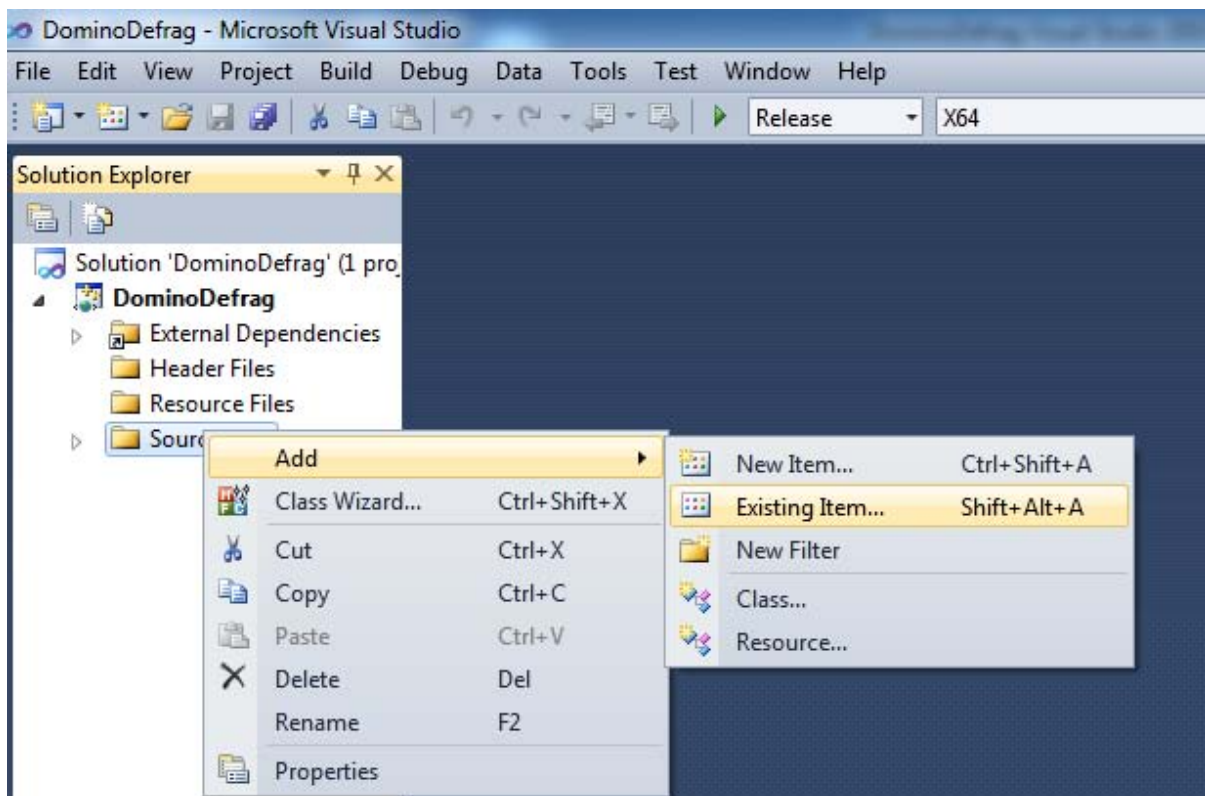 DominoDefrag - Microsoft Visual Studio
File Edit View Project Build Debug Data Tools Test Window Help
Release X64
Solution Explorer
Solution 'DominoDefrag' (1 proj
DominoDefrag
External Dependencies
Header Files
Resource Files
Sourc
Add
Class Wizard... Ctrl+Shift+X
Cut Ctrl+X
Copy Ctrl+C
Paste Ctrl+V
Delete Del
Rename F2
Properties
New Item... Ctrl+Shift+A
Existing Item... Shift+Alt+A
New Filter
Class...
Resource...